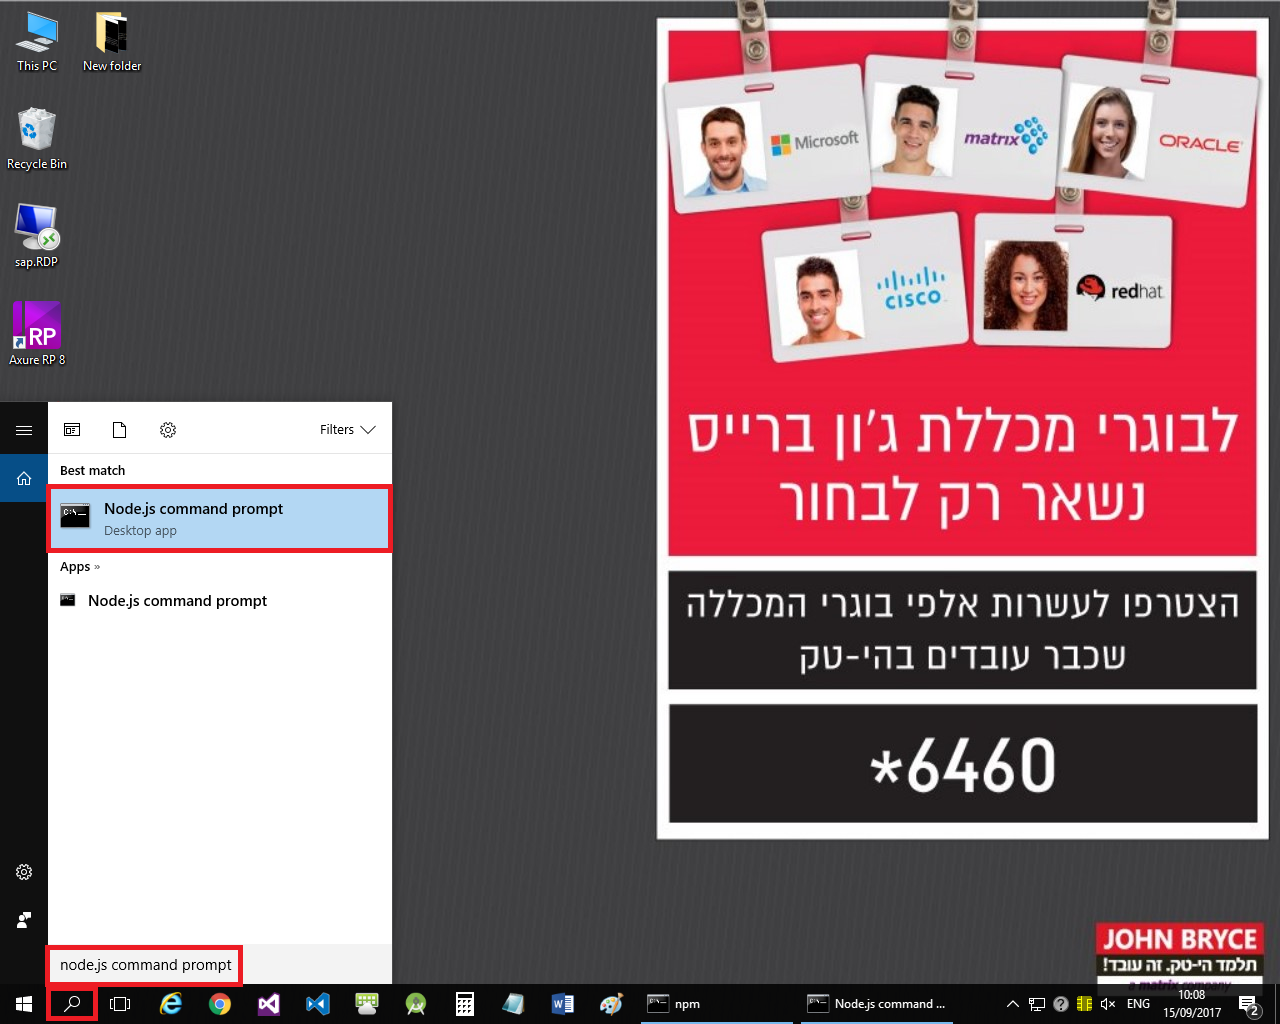 This PC
New folder
Recycle Bin
sap.RDP
RP
Axure RP 8
Filters
Best match
Node.js command prompt
Desktop app
Apps »
Node.js command prompt
node.js command prompt
Microsoft
matrix
ORACLE
CISCO
redhat.
לבוגרי מכללת ג'ון ברייס
נשאר רק לבחור
הצטרפו לעשרות אלפי בוגרי המכללה
שכבר עובדים בהי-טק
*6460
JOHN BRYCE
תלמד הי-טק. זה עובד!
a matrix company
npm
Node.js command ...
ENG
10:08
15/09/2017
2